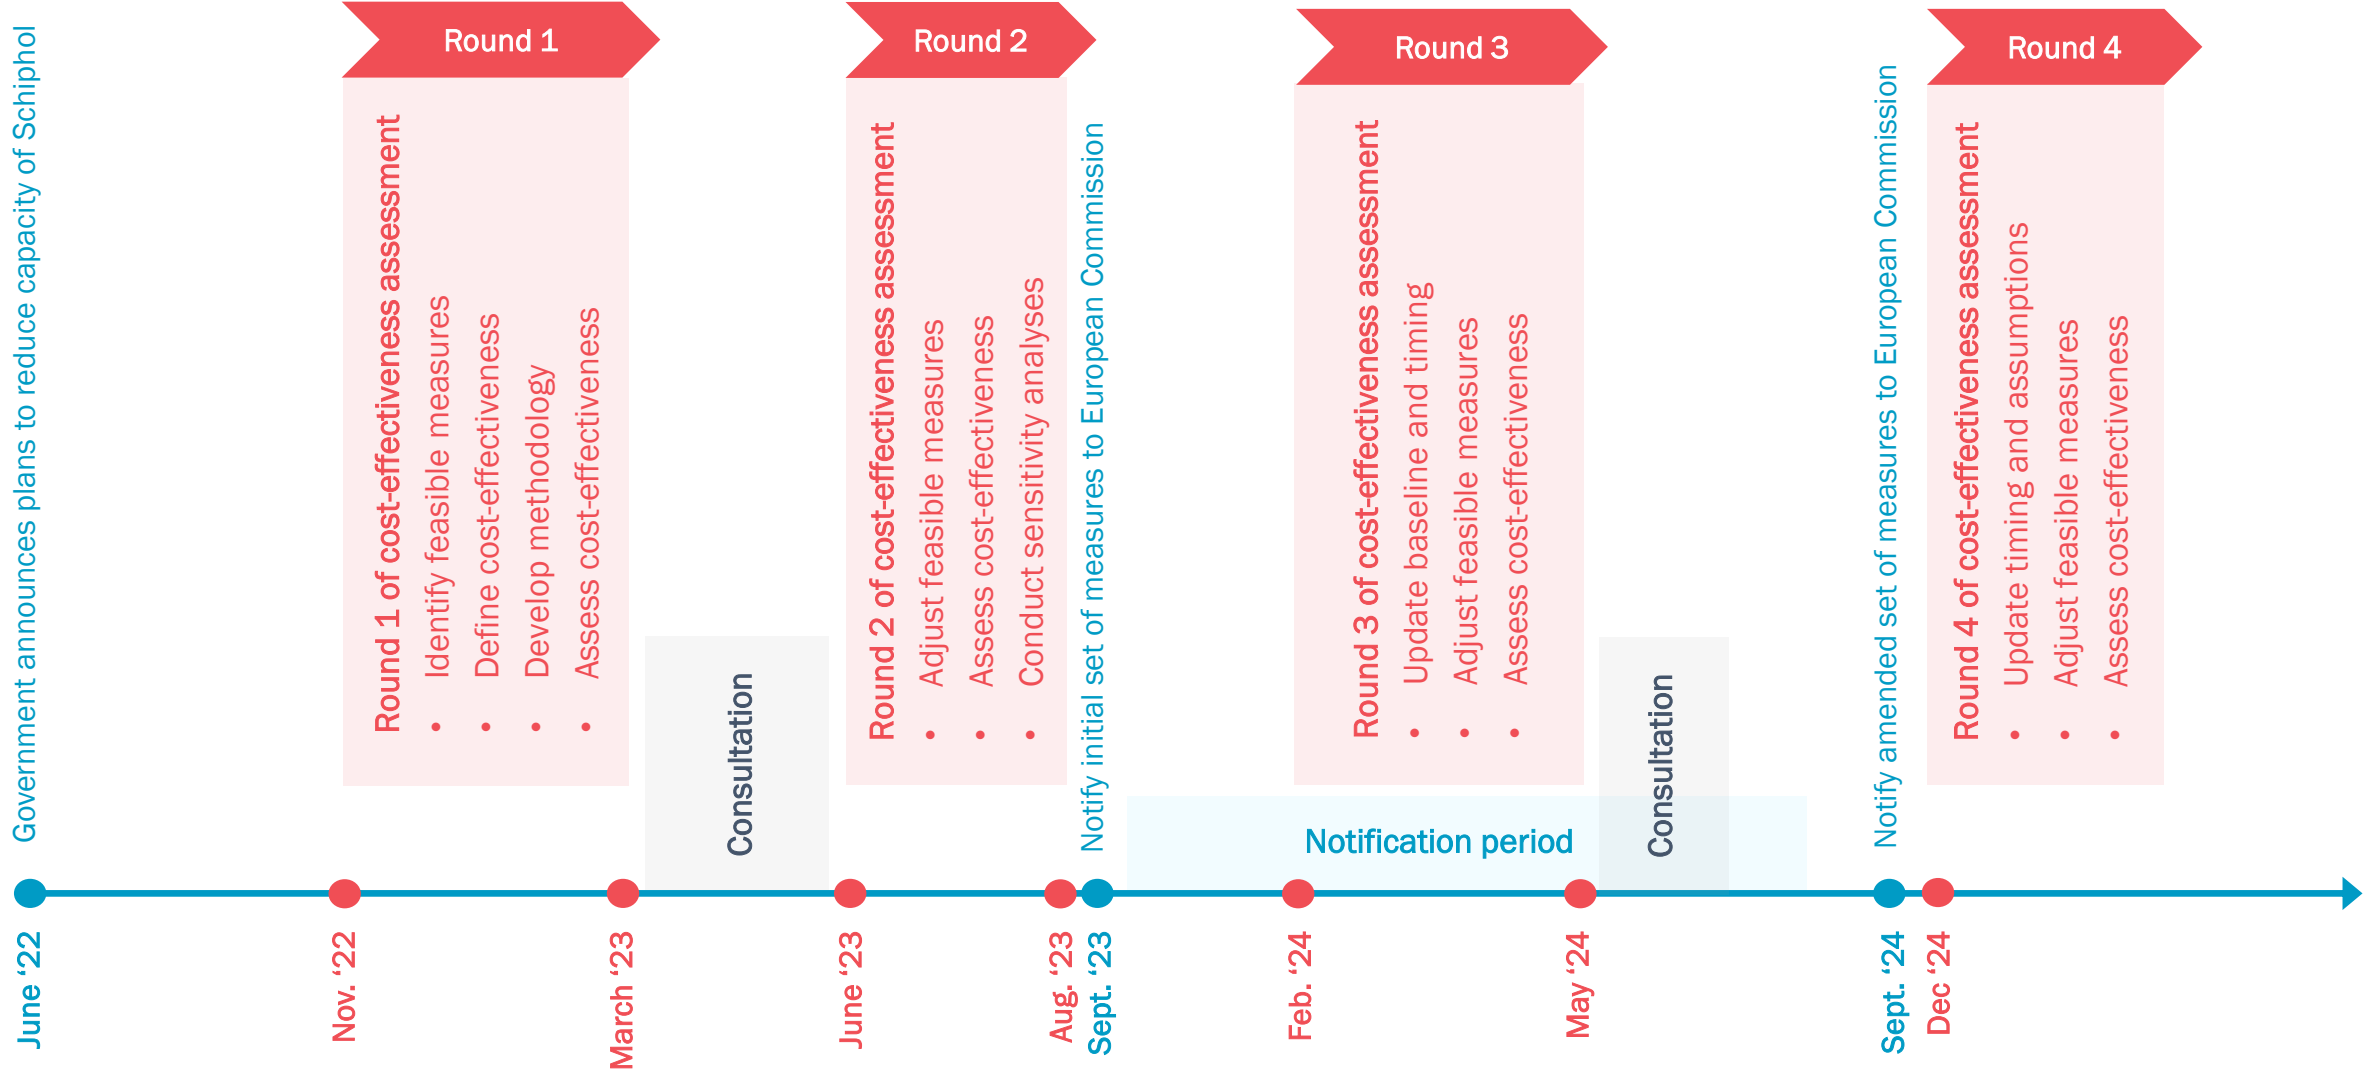 Government announces plans to reduce capacity of Schiphol
Round 1
Round 1 of cost-effectiveness assessment
• Identify feasible measures
• Define cost-effectiveness
• Develop methodology
• Assess cost-effectiveness
Consultation
Round 2
Round 2 of cost-effectiveness assessment
• Adjust feasible measures
• Assess cost-effectiveness
• Conduct sensitivity analyses
Notify initial set of measures to European Commission
Round 3
Round 3 of cost-effectiveness assessment
• Update baseline and timing
• Adjust feasible measures
• Assess cost-effectiveness
Notification period
Consultation
Notify amended set of measures to European Commission
Round 4
Round 4 of cost-effectiveness assessment
• Update timing and assumptions
• Adjust feasible measures
• Assess cost-effectiveness
June ‘22
Nov. ‘22
March ‘23
June ‘23
Aug. ‘23
Sept. ‘23
Feb. ‘24
May ‘24
Sept. ‘24
Dec ‘24